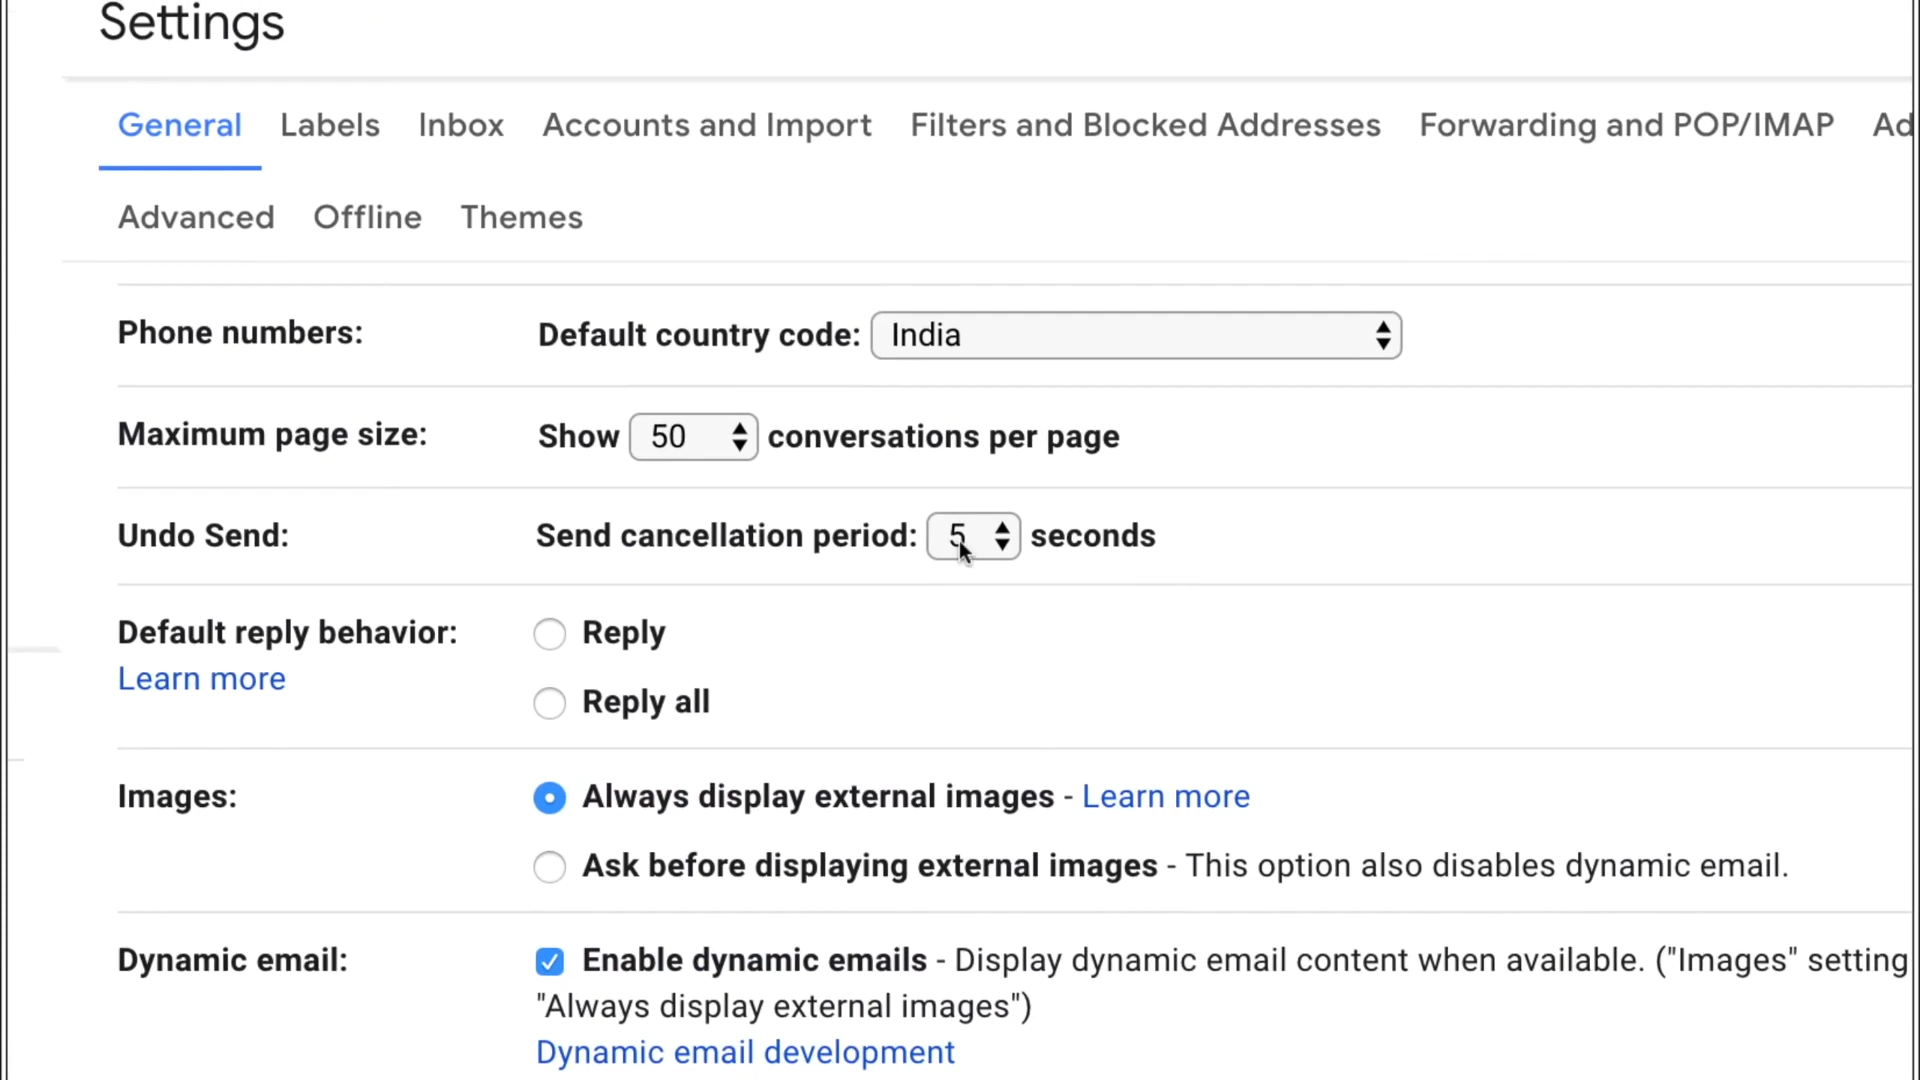 Settings
General Labels Inbox Accounts and Import Filters and Blocked Addresses Forwarding and POP/IMAP Ad
Advanced Offline Themes
Phone numbers: Default country code: India
Maximum page size: Show 50 conversations per page
Undo Send: Send cancellation period: 5 seconds
Default reply behavior: Reply
Learn more
Reply all
Images: Always display external images - Learn more
Ask before displaying external images - This option also disables dynamic email.
Dynamic email: Enable dynamic emails - Display dynamic email content when available. ("Images" setting
"Always display external images")
Dynamic email development